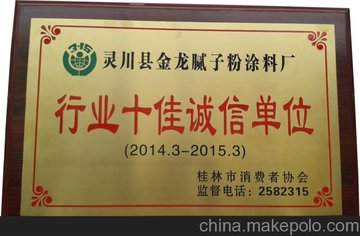 3·15
灵川县金龙腻子粉涂料厂
行业十佳诚信单位
(2014.3-2015.3)
桂林市消费者协会
监督电话：2582315
china.makepolo.com